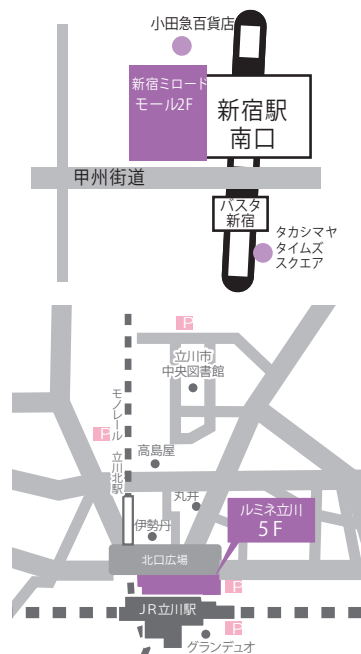 小田急百貨店
新宿ミロード
モール2F
新宿駅
南口
甲州街道
バスタ
新宿
タカシマヤ
タイムズ
スクエア
P
立川市
中央図書館
モノレール 立川北駅
P
高島屋
丸井
ルミネ立川
5F
伊勢丹
北口広場
P
JR立川駅
P
グランデュオ